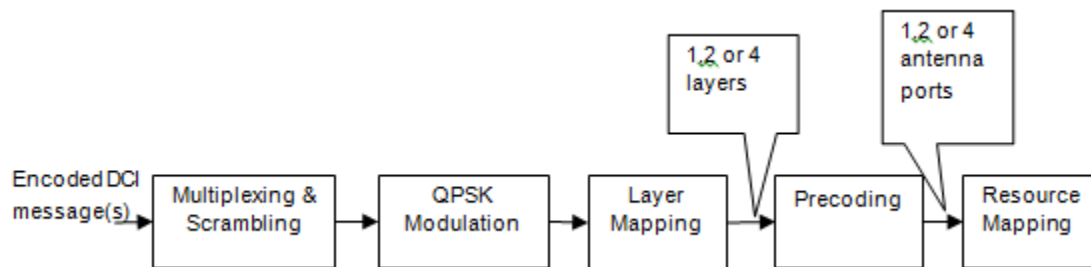 1,2 or 4
layers
1,2 or 4
antenna
ports
Encoded DCI
message(s)
Multiplexing &
Scrambling
QPSK
Modulation
Layer
Mapping
Precoding
Resource
Mapping